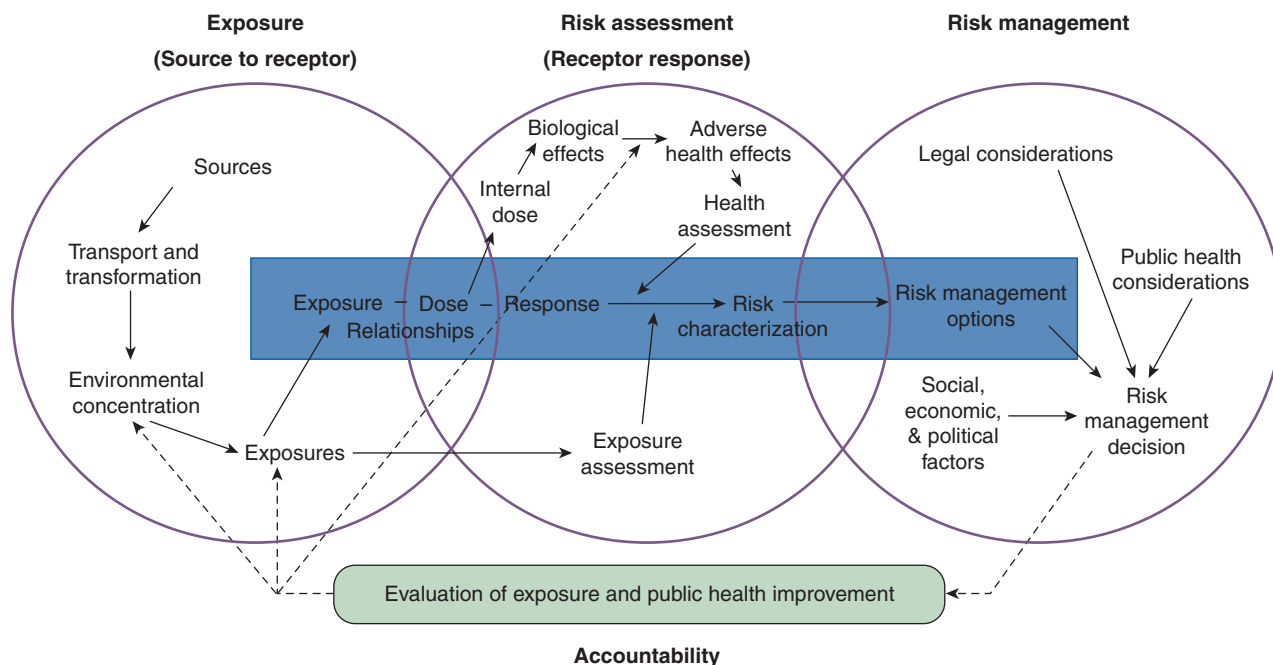 Exposure
(Source to receptor)
Risk assessment
(Receptor response)
Risk management
Sources
Transport and
transformation
Environmental
concentration
Exposures
Exposure – Dose – Response
Relationships
Internal
dose
Biological
effects
Adverse
health effects
Health
assessment
Risk
characterization
Exposure
assessment
Legal considerations
Public health
considerations
Risk management
options
Social,
economic,
& political
factors
Risk
management
decision
Evaluation of exposure and public health improvement
Accountability